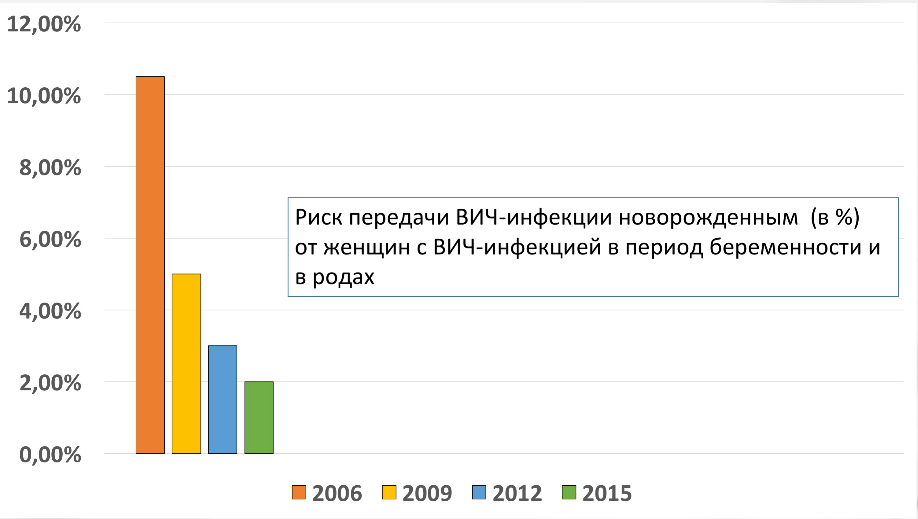 12,00%
10,00%
8,00%
6,00%
4,00%
2,00%
0,00%
Риск передачи ВИЧ-инфекции новорожденным (в %)
от женщин с ВИЧ-инфекцией в период беременности и
в родах
2006 2009 2012 2015